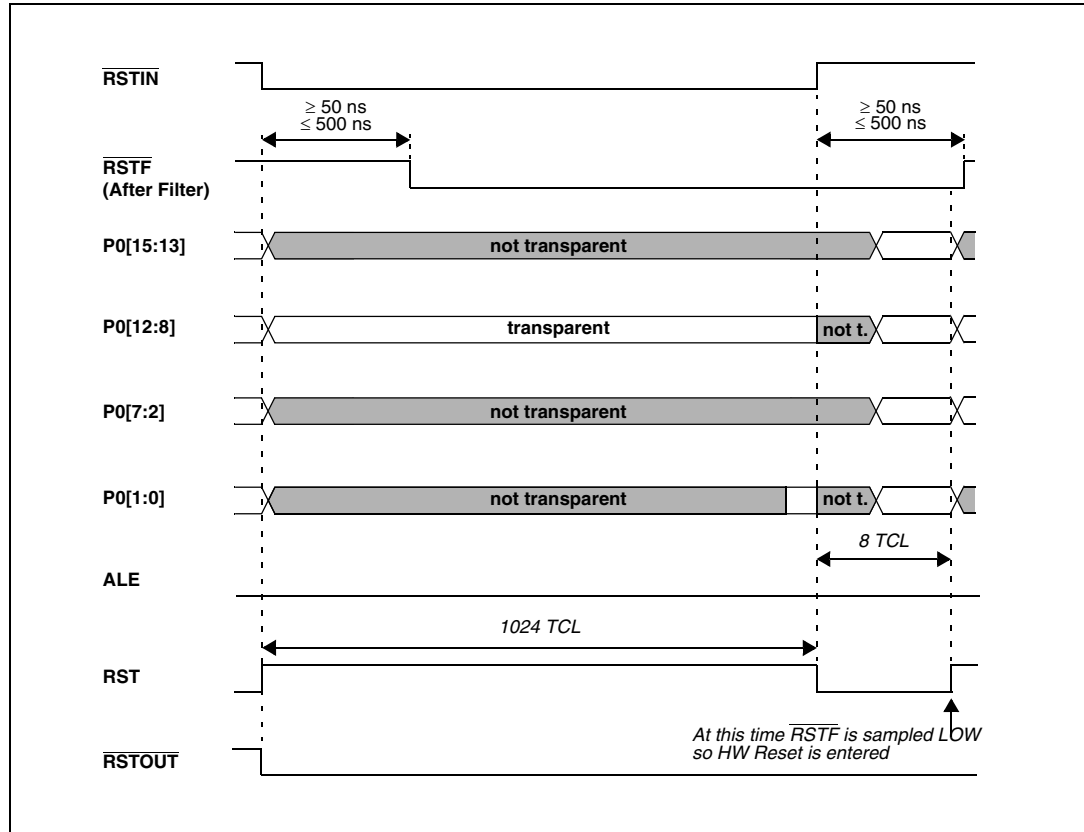 RSTIN
≥ 50 ns
≤ 500 ns
≥ 50 ns
≤ 500 ns
RSTF
(After Filter)
P0[15:13]
not transparent
P0[12:8]
transparent
not t.
P0[7:2]
not transparent
P0[1:0]
not transparent
not t.
8 TCL
ALE
1024 TCL
RST
At this time RSTF is sampled LOW
so HW Reset is entered
RSTOUT